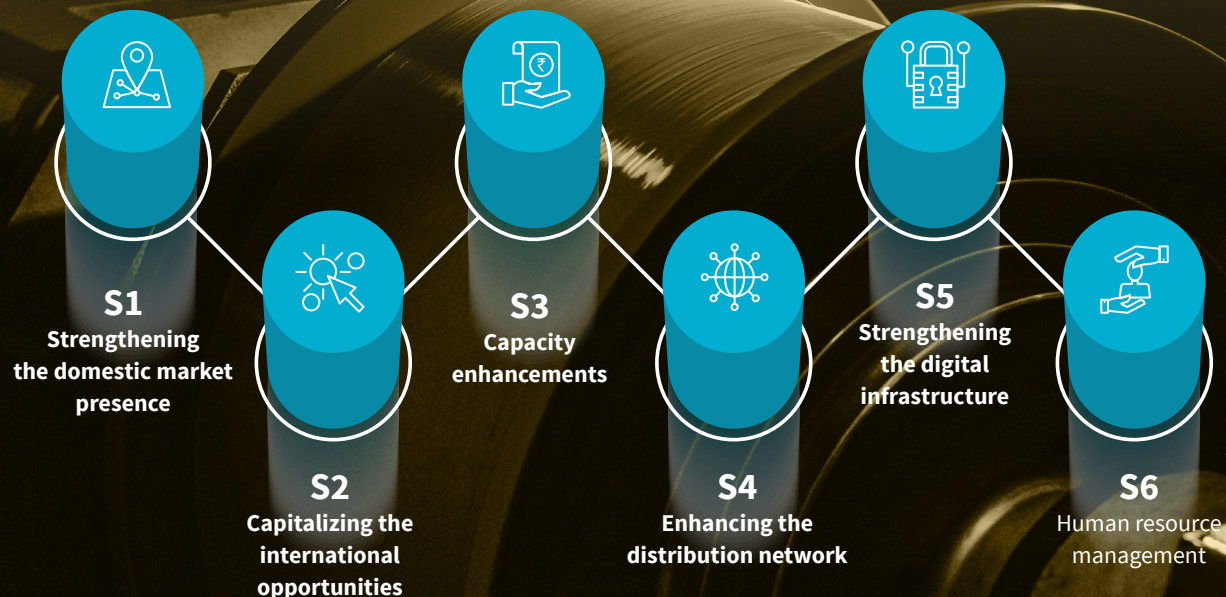 S1
Strengthening
the domestic market
presence
S2
Capitalizing the
international
opportunities
S3
Capacity
enhancements
₹
S4
Enhancing the
distribution network
S5
Strengthening
the digital
infrastructure
S6
Human resource
management